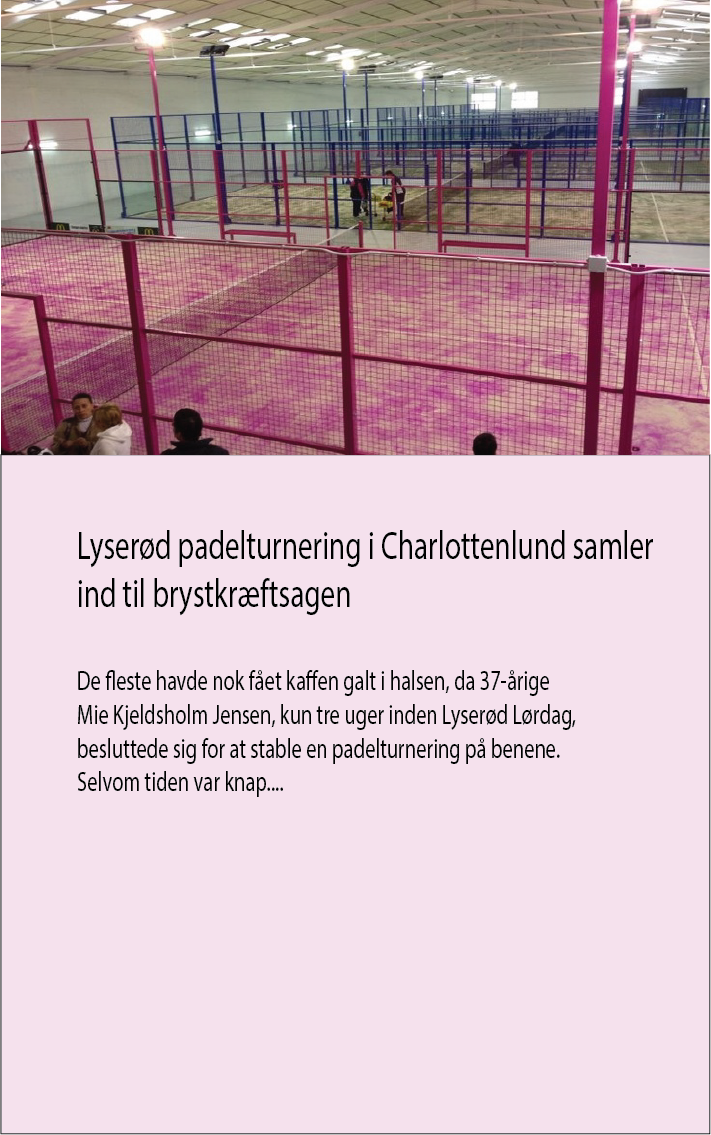 Lyserød padelturnering i Charlottenlund samler
ind til brystkræftsagen
De fleste havde nok fået kaffen galt i halsen, da 37-årige
Mie Kjeldsholm Jensen, kun tre uger inden Lyserød Lørdag,
besluttede sig for at stable en padelturnering på benene.
Selvom tiden var knap....